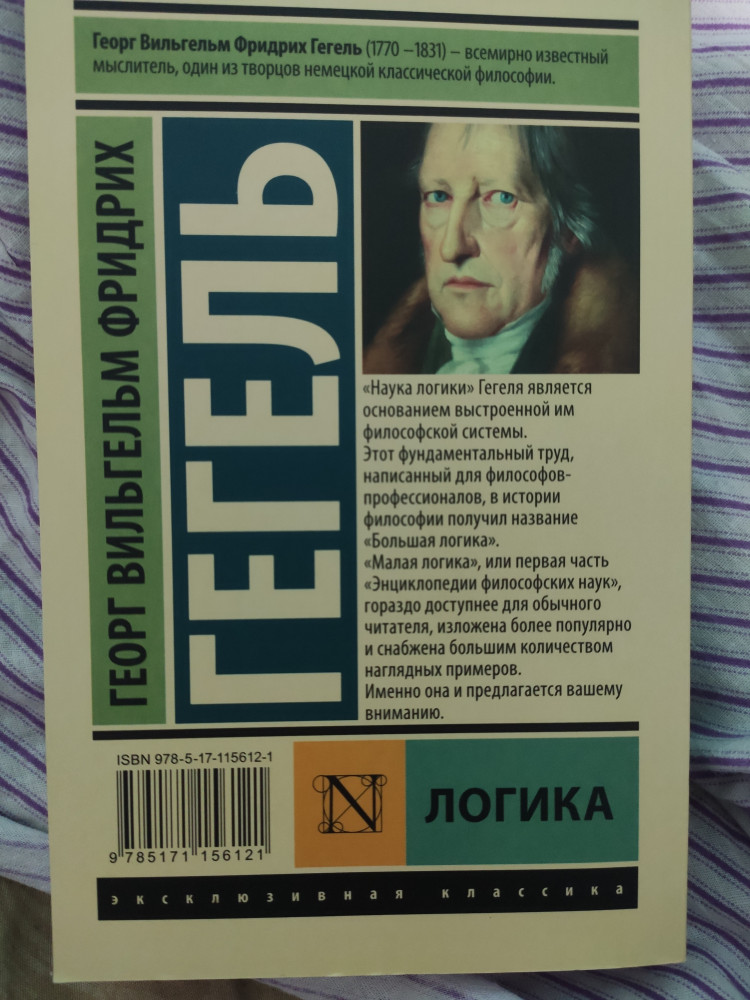 Георг Вильгельм Фридрих Гегель (1770 –1831) – всемирно известный
мыслитель, один из творцов немецкой классической философии.
ГЕОРГ ВИЛЬГЕЛЬМ ФРИДРИХ
ГЕГЕЛЬ
«Наука логики» Гегеля является
основанием выстроенной им
философской системы.
Этот фундаментальный труд,
написанный для философов-
профессионалов, в истории
философии получил название
«Большая логика».
«Малая логика», или первая часть
«Энциклопедии философских наук»,
гораздо доступнее для обычного
читателя, изложена более популярно
и снабжена большим количеством
наглядных примеров.
Именно она и предлагается вашему
вниманию.
ISBN 978-5-17-115612-1
9 785171 156121
N
ЛОГИКА
эксклюзивная классика